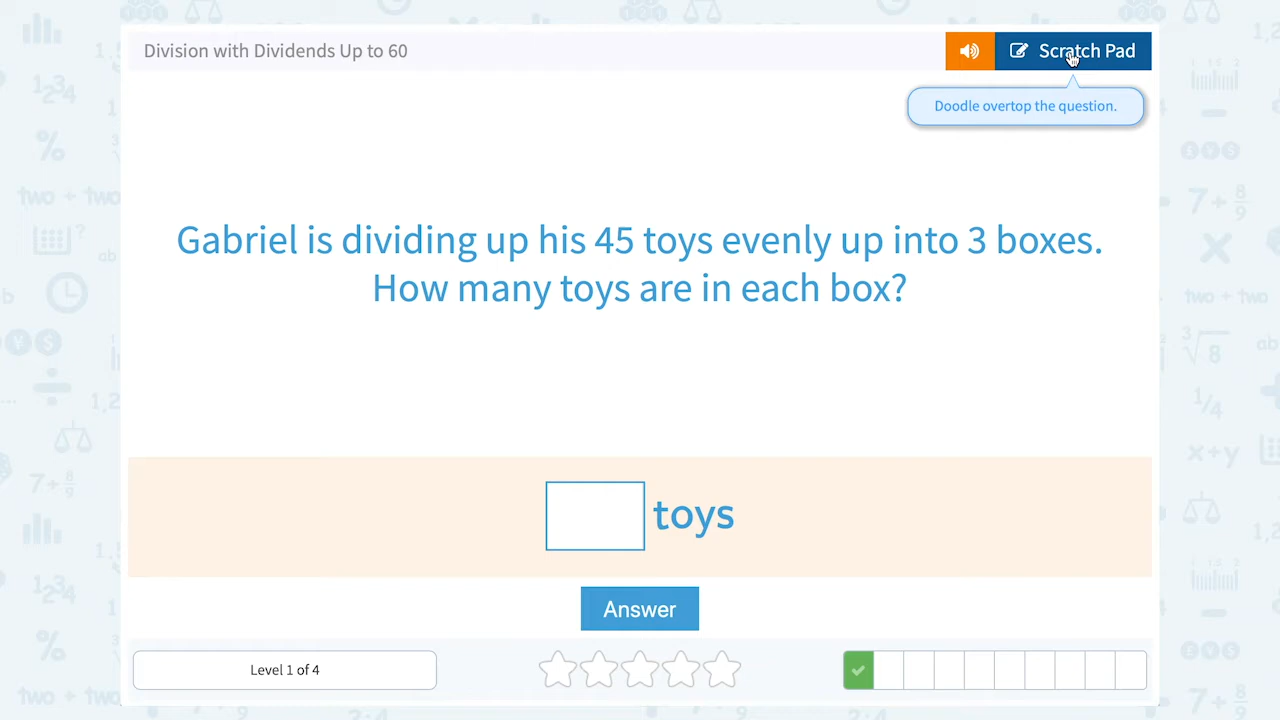 Division with Dividends Up to 60
Scratch Pad
Doodle overtop the question.
Gabriel is dividing up his 45 toys evenly up into 3 boxes.
How many toys are in each box?
toys
Answer
Level 1 of 4